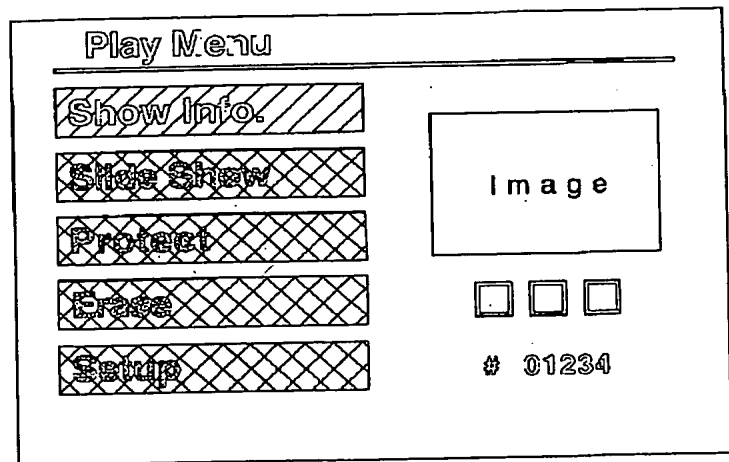 Play Menu
Show Info.
Slide Show
Protect
Erase
Setup
Image
# 01234